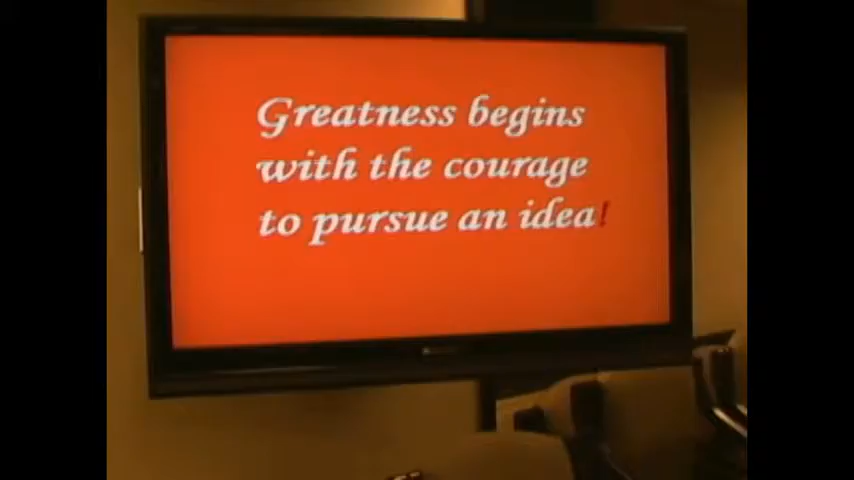 Greatness begins
with the courage
to pursue an idea!